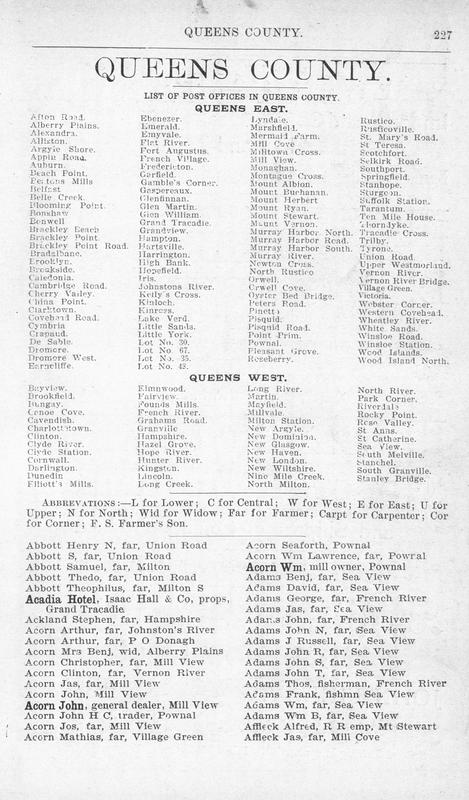 QUEENS COUNTY.
227
QUEENS COUNTY.
LIST OF POST OFFICES IN QUEENS COUNTY.
QUEENS EAST.
Afton Road.
Alberry Plains.
Alexandra.
Alliston.
Argyle Shore.
Appin Road.
Auburn.
Beach Point.
Bettons Mills
Belfast
Belle Creek.
Blooming Point.
Bonshaw
Bonwell
Brackley Beach
Brackley Point.
Brackley Point Road.
Bradalbane.
Brooklyn.
Brookside.
Caledonia.
Cambridge Road.
Cherry Valley.
China Point.
Clarktown.
Covehead Road.
Cymbria
Crapaud.
De Sable.
Dromore.
Dromore West.
Earncliffe.
Ebenezer.
Emerald.
Emyvale.
Flat River.
Fort Augustus.
French Village.
Fredericton.
Garfield.
Gamble's Corner.
Gaspereaux.
Glenfinnan.
Glen Martin.
Glen William.
Grand Tracadie.
Grandview.
Hampton.
Hartsville.
Harrington.
High Bank.
Hopefield.
Iris.
Johnstons River.
Kelly's Cross.
Kinloch.
Kinross.
Lake Verd.
Little Sands.
Little York.
Lot No. 30.
Lot No. 67.
Lot No. 35.
Lot No. 43.
Lyndale.
Marshfield.
Mermaid Farm.
Mill Cove
Milltown Cross.
Mill View.
Monaghan.
Montague Cross.
Mount Albion.
Mount Buchanan.
Mount Herbert
Mount Ryan.
Mount Stewart.
Mount Vernon.
Murray Harbor North.
Murray Harbor Road.
Murray Harbor South.
Murray River.
Newton Cross.
North Rustico
Orwell.
Orwell Cove.
Oyster Bed Bridge.
Peters Road.
Pinette
Pisquid.
Pisquid Road.
Point Prim.
Pownal.
Pleasant Grove.
Roseberry.
Rustico.
Rusticoville.
St. Mary's Road.
St Teresa.
Scotchfort.
Selkirk Road.
Southport.
Springfield.
Stanhope.
Sturgeon.
Suffolk Station.
Tarantum.
Ten Mile House.
Thorndyke.
Tracadie Cross.
Trilby.
Tyrone.
Union Road.
Upper Westmorland.
Vernon River.
Vernon River Bridge.
Village Green.
Victoria.
Webster Corner.
Western Covehead.
Wheatley River.
White Sands.
Winsloe Road.
Winsloe Station.
Wood Islands.
Wood Island North.
QUEENS WEST.
Bayview.
Brookfield.
Bungay.
Canoe Cove.
Cavendish.
Charlottetown.
Clinton.
Clyde River.
Clyde Station.
Cornwall.
Darlington.
Dunedin
Elliott's Mills.
Elmnwood.
Fairview.
Founds Mills.
French River.
Grahams Road.
Granville
Hampshire.
Hazel Grove.
Hope River
Hunter River.
Kingston.
Lincoln.
Long Creek.
Long River.
Martin.
Mayfield.
Millvale.
Milton Station.
New Argyle.
New Dominion.
New Glasgow.
New Haven.
New London.
New Wiltshire.
Nine Mile Creek.
North Milton.
North River.
Park Corner.
Riverdale
Rocky Point.
Rose Valley.
St Anns.
St Catherine.
Sea View.
South Melville.
Stanchel.
South Granville.
Stanley Bridge.
ABBREVATIONS:—L for Lower; C for Central; W for West; E for East; U for
Upper; N for North; Wid for Widow; Far for Farmer; Carpt for Carpenter; Cor
for Corner; F. S. Farmer's Son.
Abbott Henry N, far, Union Road
Abbott S, far, Union Road
Abbott Samuel, far, Milton
Abbott Thedo, far, Union Road
Abbott Theophilus, far, Milton S
Acadia Hotel, Isaac Hall & Co, props,
Grand Tracadie
Ackland Stephen, far, Hampshire
Acorn Arthur, far, Johnston's River
Acorn Arthur, far, P O Donagh
Acorn Mrs Benj, wid, Alberry Plains
Acorn Christopher, far, Mill View
Acorn Clinton, far, Vernon River
Acorn Jas, far, Mill View
Acorn John, Mill View
Acorn John, general dealer, Mill View
Acorn John H C, trader, Pownal
Acorn Jos, far, Mill View
Acorn Mathias, far, Village Green
Acorn Seaforth, Pownal
Acorn Wm Lawrence, far, Pownal
Acorn Wm, mill owner, Pownal
Adams Benj, far, Sea View
Adams David, far, Sea View
Adams George, far, French River
Adams Jas, far, Sea View
Adams John, far, French River
Adams John N, far, Sea View
Adams J Russell, far, Sea View
Adams John R, far, Sea View
Adams John S, far, Sea View
Adams John T, far, Sea View
Adams Thos, fisherman, French River
Adams Frank, fishmn Sea View
Adams Wm, far, Sea View
Adams Wm B, far, Sea View
Affleck Alfred, R R emp, Mt Stewart
Affleck Jas, far, Mill Cove